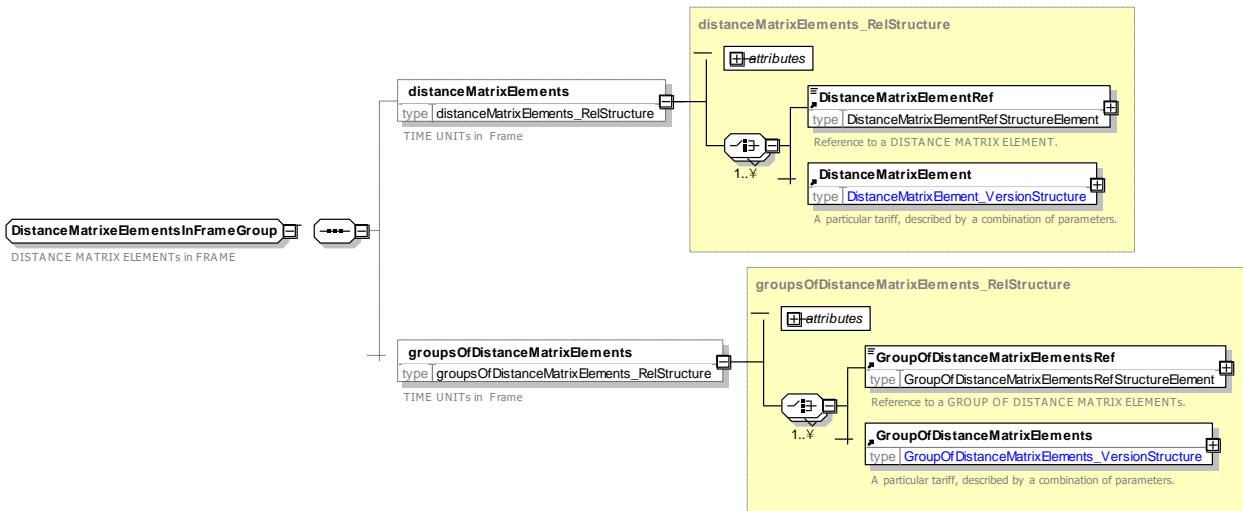 distanceMatrixElements_RelStructure
attributes
distanceMatrixElements
type distanceMatrixElements_RelStructure
TIME UNITs in Frame
DistanceMatrixElementRef
type DistanceMatrixElementRefStructureElement
Reference to a DISTANCE MATRIX ELEMENT.
1..¥
DistanceMatrixElement
type DistanceMatrixElement_VersionStructure
A particular tariff, described by a combination of parameters.
DistanceMatrixeElementsInFrameGroup
DISTANCE MATRIX ELEMENTs in FRAME
groupsOfDistanceMatrixElements_RelStructure
attributes
groupsOfDistanceMatrixElements
type groupsOfDistanceMatrixElements_RelStructure
TIME UNITs in Frame
GroupOfDistanceMatrixElementsRef
type GroupOfDistanceMatrixElementsRefStructureElement
Reference to a GROUP OF DISTANCE MATRIX ELEMENTs.
1..¥
GroupOfDistanceMatrixElements
type GroupOfDistanceMatrixElements_VersionStructure
A particular tariff, described by a combination of parameters.